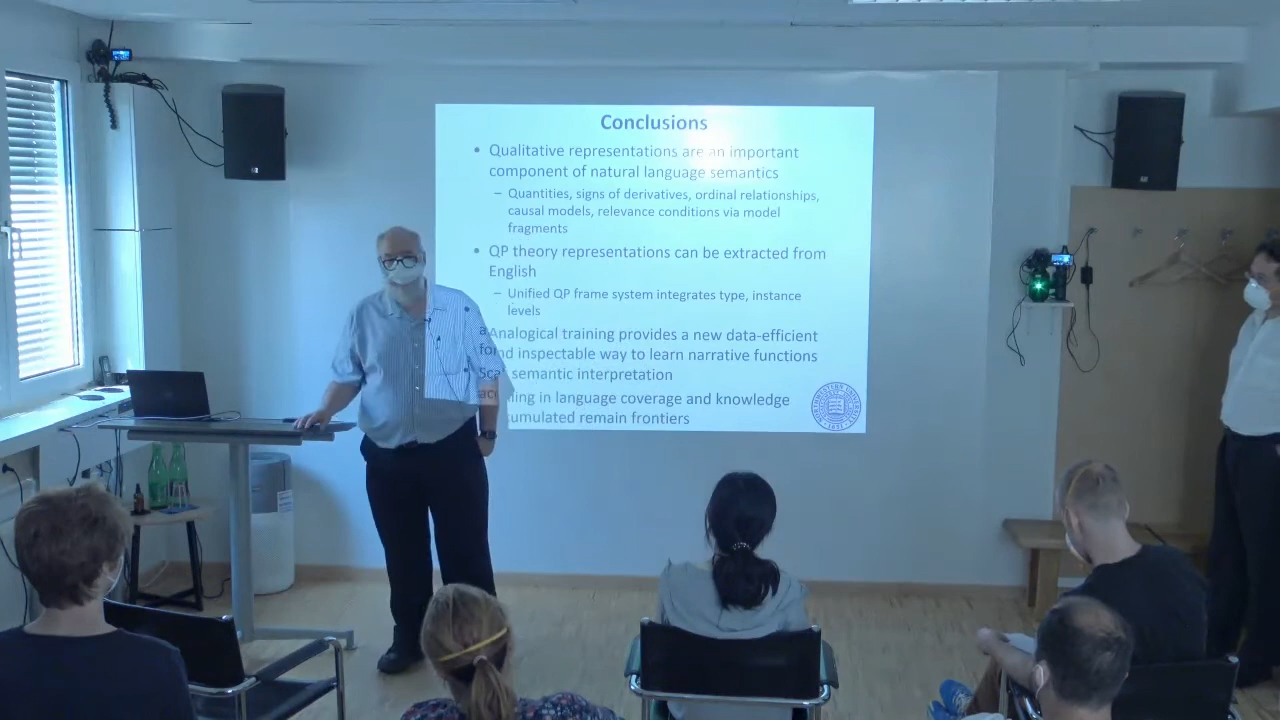 Conclusions
• Qualitative representations are an important
component of natural language semantics
– Quantities, signs of derivatives, ordinal relationships,
causal models, relevance conditions via model
fragments
• QP theory representations can be extracted from
English
– Unified QP frame system integrates type, instance
levels
Analogical training provides a new data-efficient
and inspectable way to learn narrative functions
semantic interpretation
in language coverage and knowledge
remain frontiers